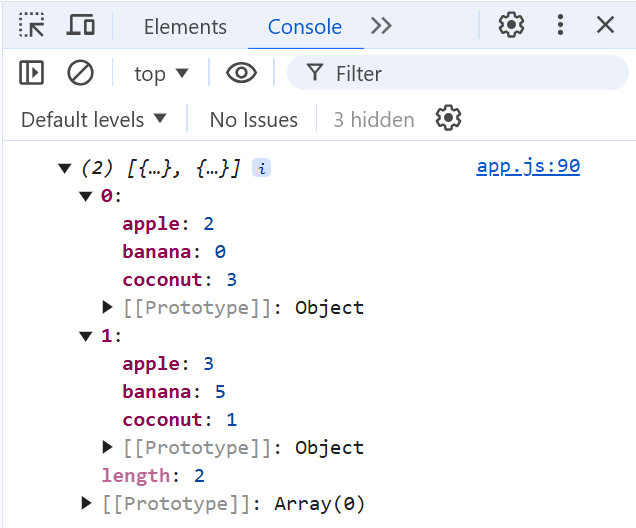 Elements Console
top Filter
Default levels No Issues 3 hidden
(2) [{…}, {…}] i app.js:90
0:
apple: 2
banana: 0
coconut: 3
[[Prototype]]: Object
1:
apple: 3
banana: 5
coconut: 1
[[Prototype]]: Object
length: 2
[[Prototype]]: Array(0)